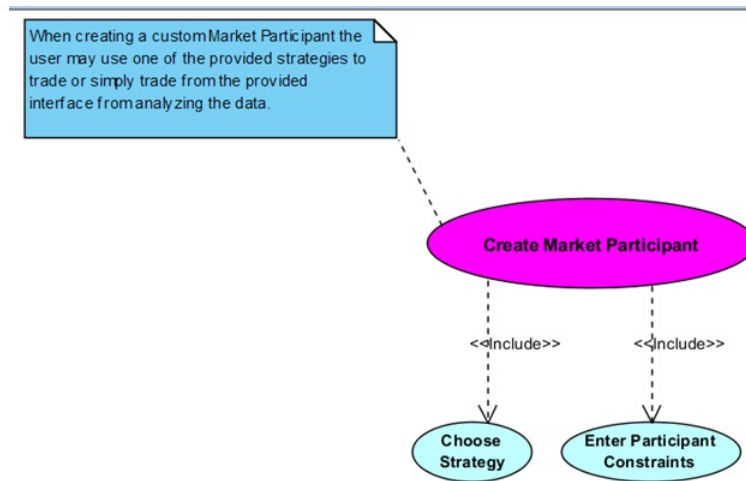 When creating a custom Market Participant the
user may use one of the provided strategies to
trade or simply trade from the provided
interface from analyzing the data.
Create Market Participant
<<Include>>
<<Include>>
Choose
Strategy
Enter Participant
Constraints